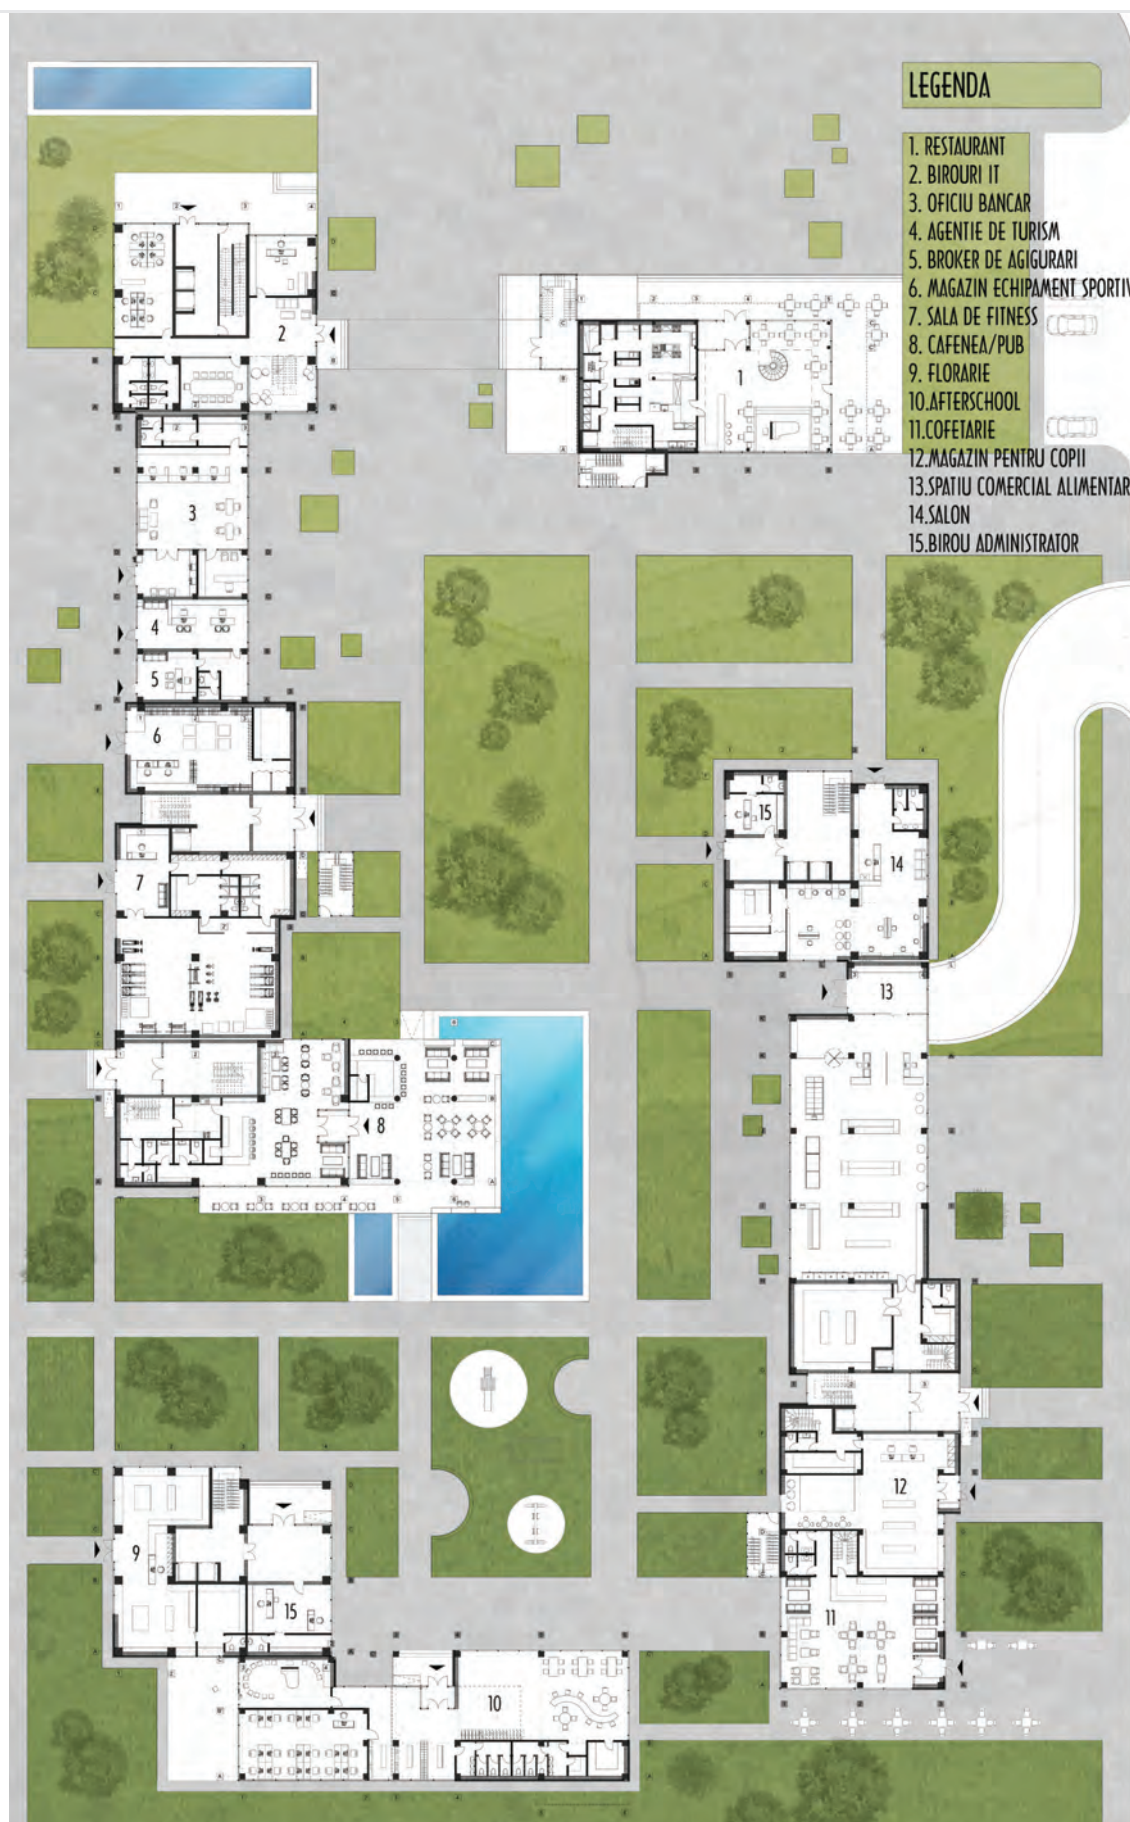 LEGENDA
1. RESTAURANT
2. BIROURI IT
3. OFICIU BANCAR
4. AGENTIE DE TURISM
5. BROKER DE AGIGURARI
6. MAGAZIN ECHIPAMENT SPORTIV
7. SALA DE FITNESS
8. CAFENEA/PUB
9. FLORARIE
10.AFTERSCHOOL
11.COFETARIE
12.MAGAZIN PENTRU COPII
13.SPATIU COMERCIAL ALIMENTAR
14.SALON
15.BIROU ADMINISTRATOR
2
1
3
4
5
6
15
14
7
13
8
12
9
15
11
10